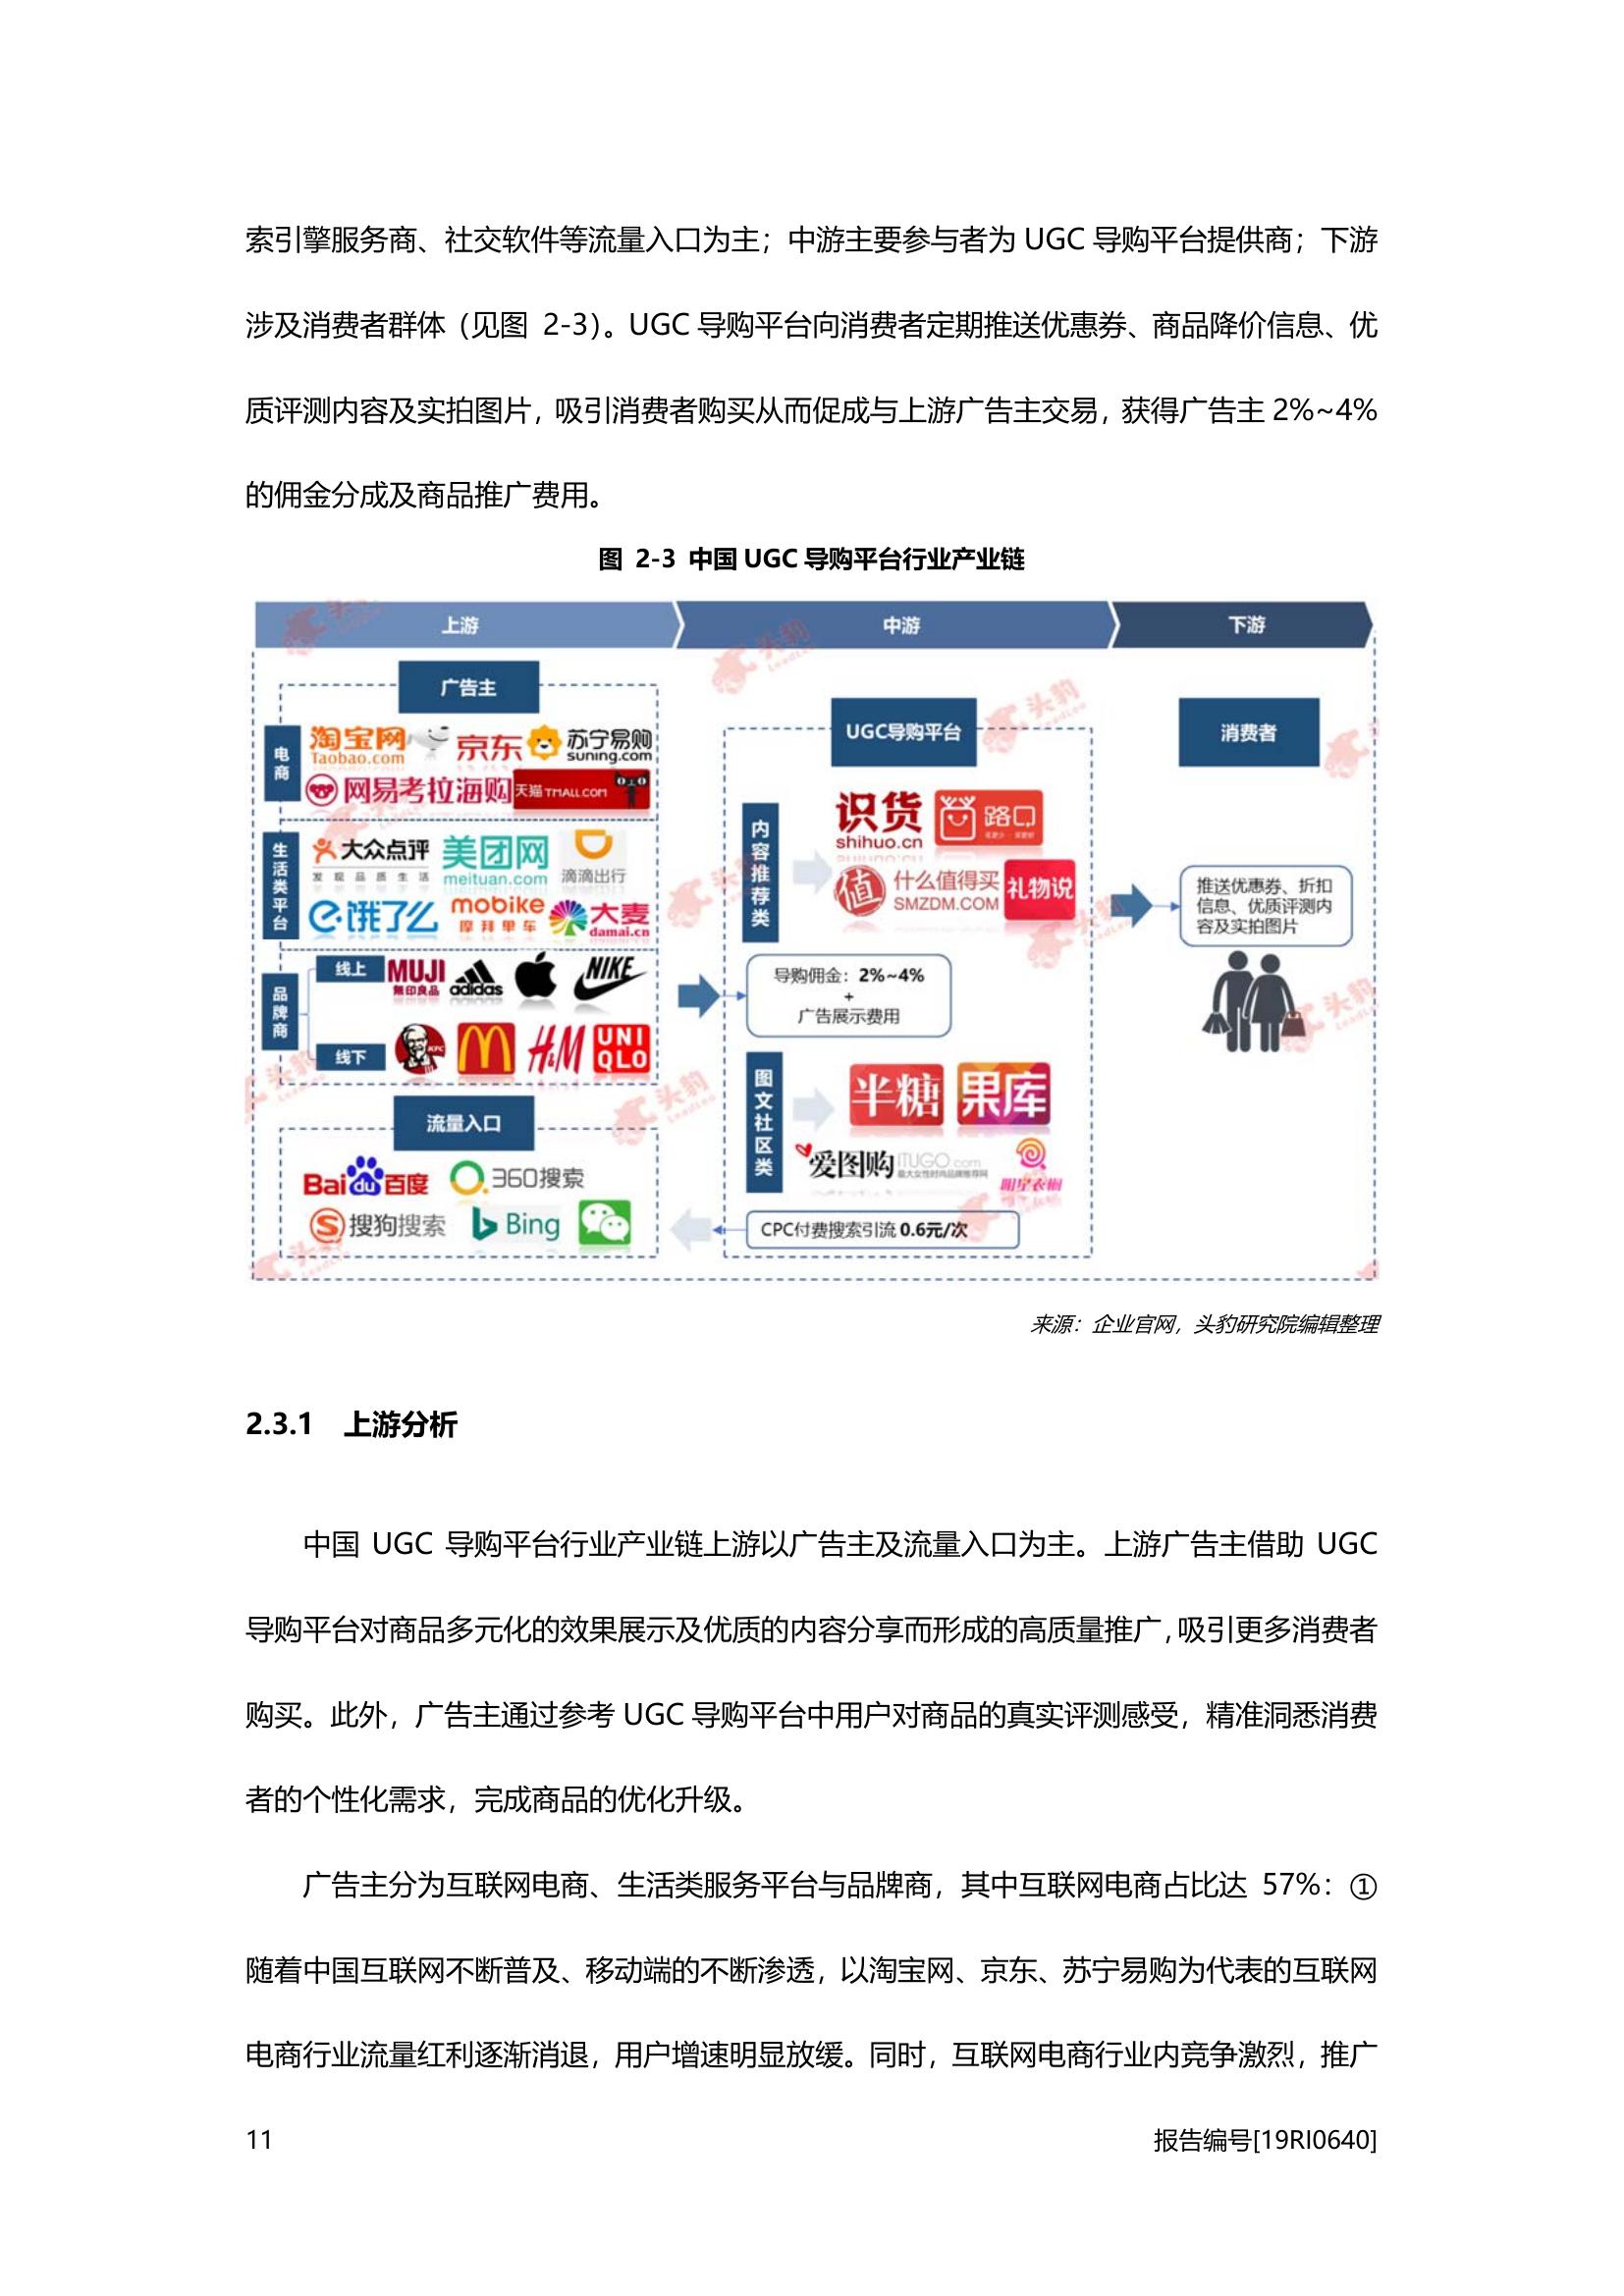 索引擎服务商、社交软件等流量入口为主；中游主要参与者为 UGC 导购平台提供商；下游
涉及消费者群体（见图 2-3）。UGC 导购平台向消费者定期推送优惠券、商品降价信息、优
质评测内容及实拍图片，吸引消费者购买从而促成与上游广告主交易，获得广告主 2%~4%
的佣金分成及商品推广费用。
图 2-3 中国 UGC 导购平台行业产业链
上游 中游 下游
广告主
电商
淘宝网 Taobao.com 京东 苏宁易购 suning.com
网易考拉海购 天猫 TMALL.COM
生活类平台
大众点评 发现品质生活 美团网 meituan.com 滴滴出行
饿了么 mobike 摩拜单车 大麦 damai.cn
品牌商
线上 MUJI 無印良品 adidas NIKE
线下 KFC H&M UNIQLO
流量入口
Baidu百度 360搜索
搜狗搜索 Bing
UGC导购平台
内容推荐类
识货 shihuo.cn 路口
值 什么值得买 SMZDM.COM 礼物说
导购佣金：2%~4%
+
广告展示费用
图文社区类
半糖 果库
爱图购 ITUGO.com 明星衣橱
CPC付费搜索引流 0.6元/次
消费者
推送优惠券、折扣
信息、优质评测内
容及实拍图片
来源：企业官网，头豹研究院编辑整理
2.3.1 上游分析
中国 UGC 导购平台行业产业链上游以广告主及流量入口为主。上游广告主借助 UGC
导购平台对商品多元化的效果展示及优质的内容分享而形成的高质量推广，吸引更多消费者
购买。此外，广告主通过参考 UGC 导购平台中用户对商品的真实评测感受，精准洞悉消费
者的个性化需求，完成商品的优化升级。
广告主分为互联网电商、生活类服务平台与品牌商，其中互联网电商占比达 57%：①
随着中国互联网不断普及、移动端的不断渗透，以淘宝网、京东、苏宁易购为代表的互联网
电商行业流量红利逐渐消退，用户增速明显放缓。同时，互联网电商行业内竞争激烈，推广
11 报告编号[19RI0640]